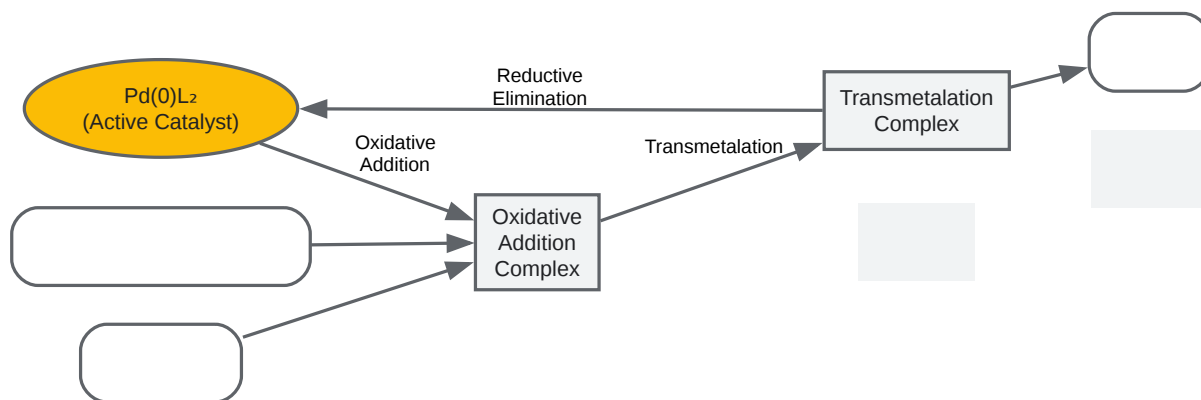 Pd(0)L₂
(Active Catalyst)
Reductive
Elimination
Transmetalation
Complex
Oxidative
Addition
Transmetalation
Oxidative
Addition
Complex